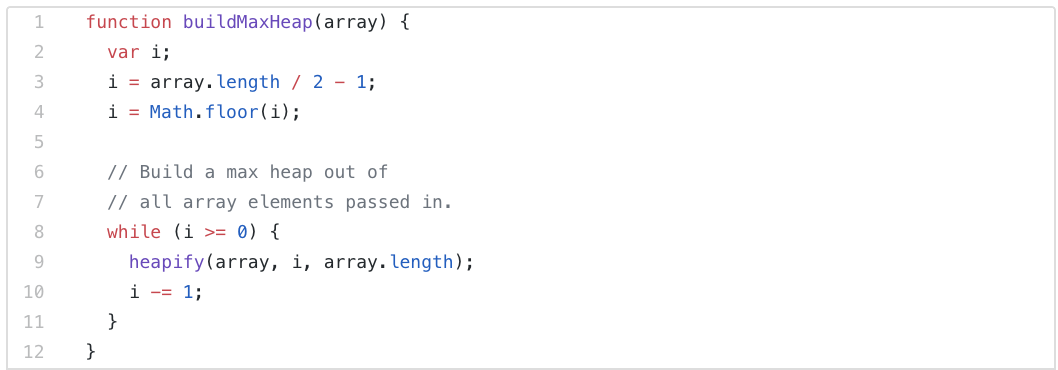 1 function buildMaxHeap(array) {
2   var i;
3   i = array.length / 2 - 1;
4   i = Math.floor(i);
5
6   // Build a max heap out of
7   // all array elements passed in.
8   while (i >= 0) {
9     heapify(array, i, array.length);
10     i -= 1;
11   }
12 }